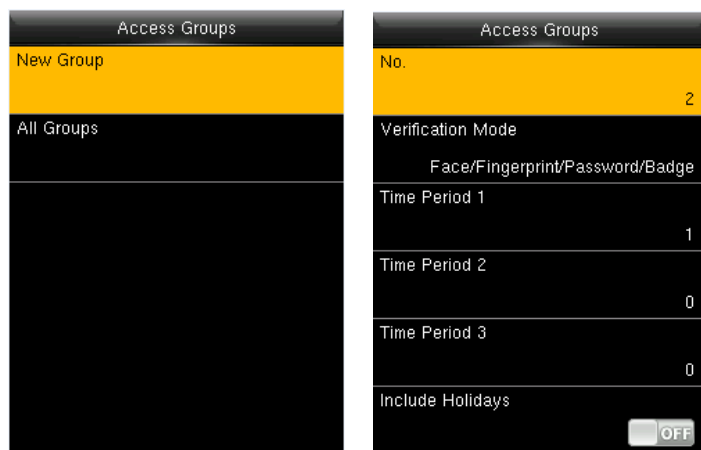 Access Groups
New Group
All Groups
Access Groups
No.
2
Verification Mode
Face/Fingerprint/Password/Badge
Time Period 1
1
Time Period 2
0
Time Period 3
0
Include Holidays
OFF